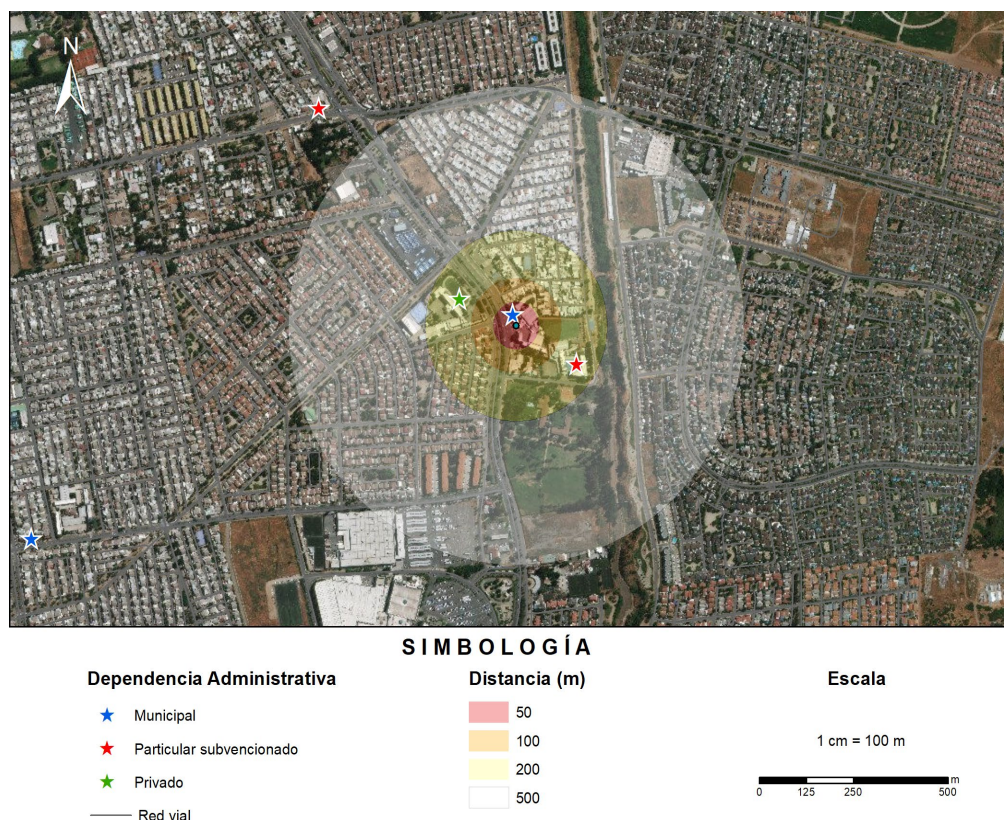 N
SIMBOLOGÍA
Dependencia Administrativa
Municipal
Particular subvencionado
Privado
Red vial
Distancia (m)
50
100
200
500
Escala
1 cm = 100 m
0 125 250 500 m